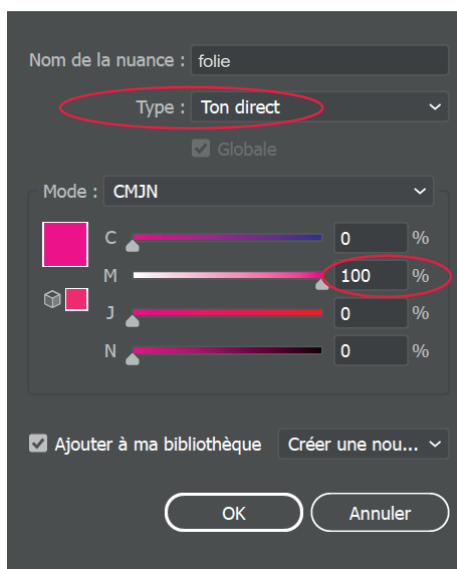 Nom de la nuance : folie
Type : Ton direct
Globale
Mode : CMJN
C 0 %
M 100 %
J 0 %
N 0 %
Ajouter à ma bibliothèque Créer une nou...
OK Annuler